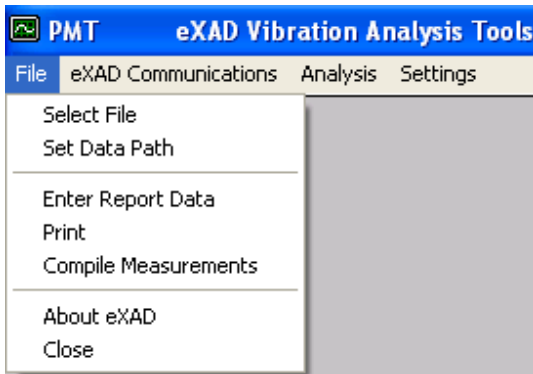 PMT eXAD Vibration Analysis Tools
File eXAD Communications Analysis Settings
Select File
Set Data Path
Enter Report Data
Print
Compile Measurements
About eXAD
Close